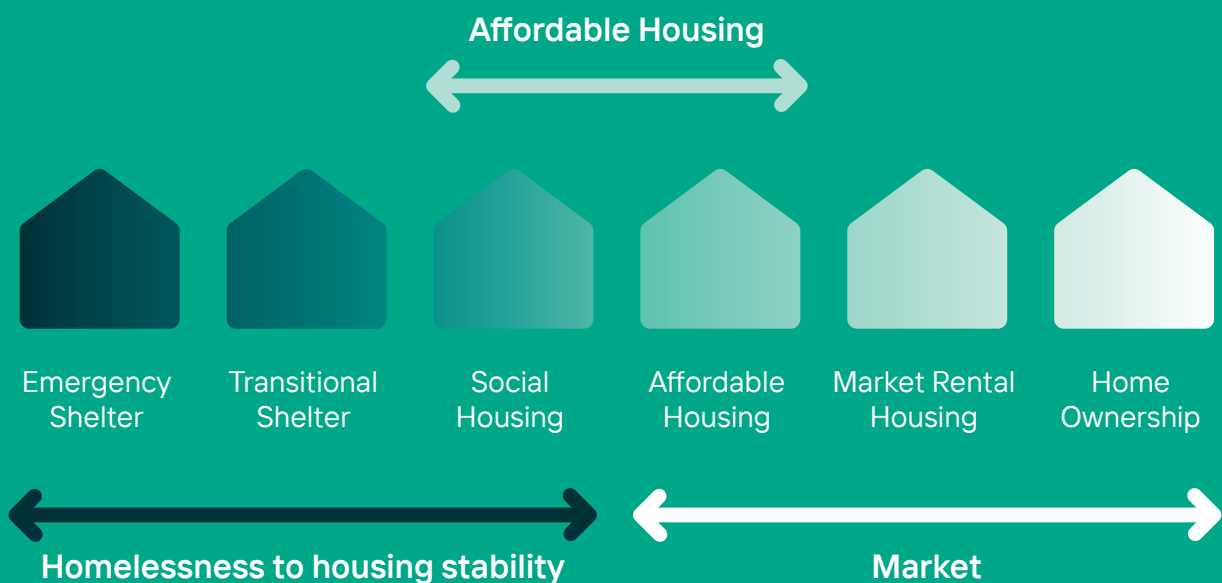 Affordable Housing
Emergency
Shelter
Transitional
Shelter
Social
Housing
Affordable
Housing
Market Rental
Housing
Home
Ownership
Homelessness to housing stability
Market